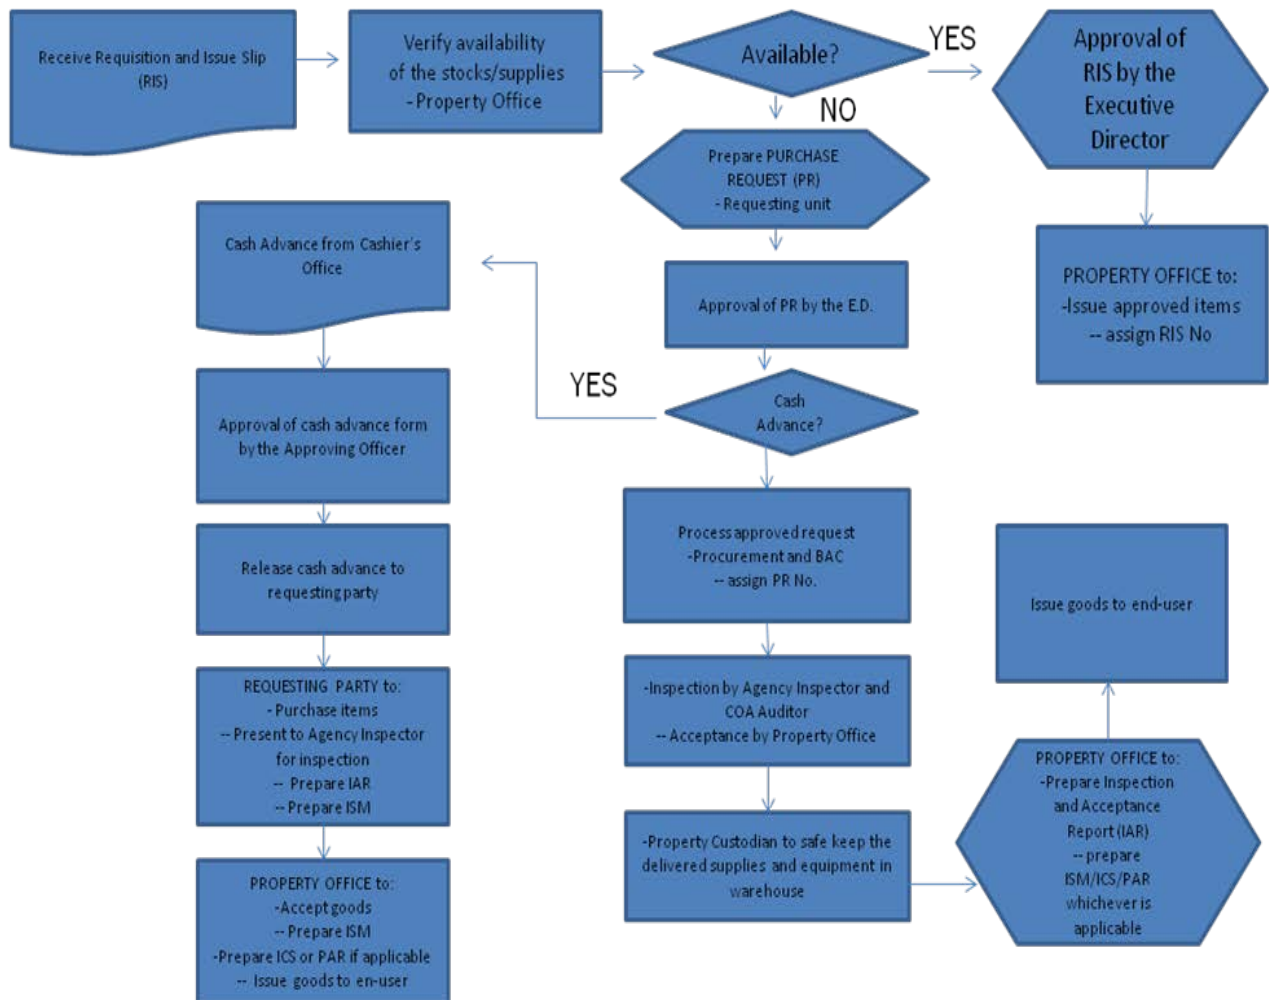 Receive Requisition and Issue Slip
(RIS)
Verify availability
of the stocks/supplies
- Property Office
Available?
YES
Approval of
RIS by the
Executive
Director
NO
Prepare PURCHASE
REQUEST (PR)
- Requesting unit
PROPERTY OFFICE to:
-Issue approved items
-- assign RIS No
Approval of PR by the E.D.
Cash
Advance?
YES
Cash Advance from Cashier's
Office
Approval of cash advance form
by the Approving Officer
Release cash advance to
requesting party
REQUESTING PARTY to:
- Purchase items
-- Present to Agency Inspector
for inspection
-- Prepare IAR
-- Prepare ISM
PROPERTY OFFICE to:
-Accept goods
-- Prepare ISM
-Prepare ICS or PAR if applicable
-- Issue goods to en-user
Process approved request
-Procurement and BAC
-- assign PR No.
-Inspection by Agency Inspector and
COA Auditor
-- Acceptance by Property Office
-Property Custodian to safe keep the
delivered supplies and equipment in
warehouse
PROPERTY OFFICE to:
-Prepare Inspection
and Acceptance
Report (IAR)
-- prepare
ISM/ICS/PAR
whichever is
applicable
Issue goods to end-user